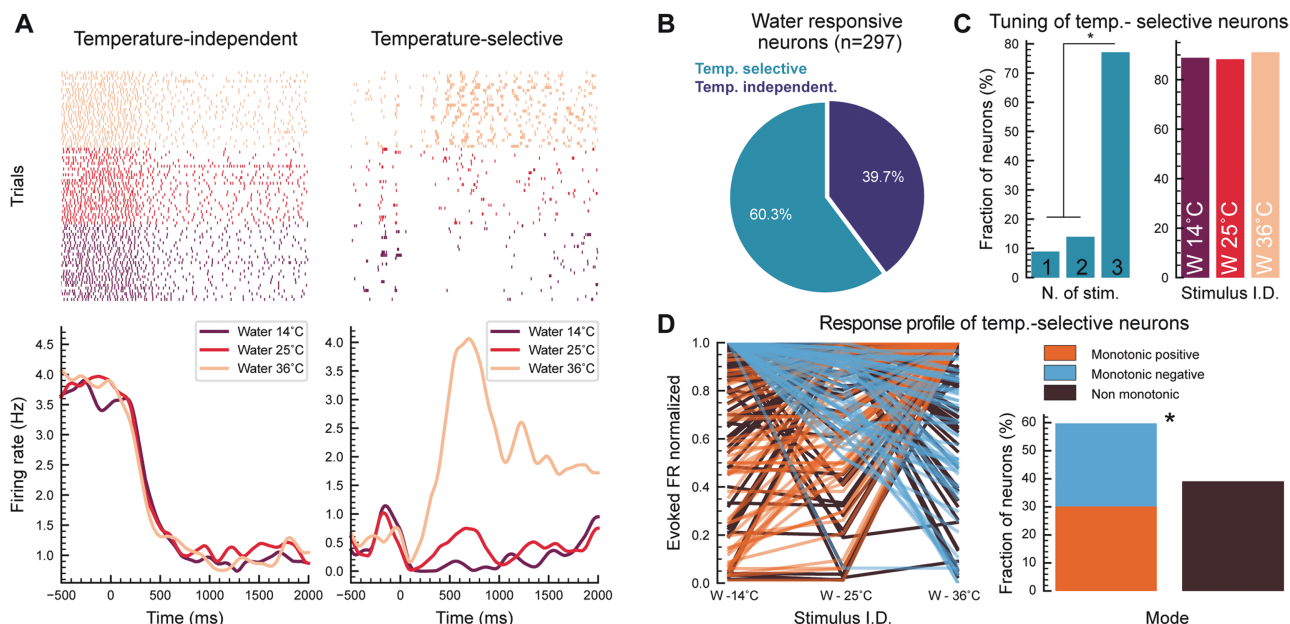 A
Temperature-independent
Temperature-selective
Trials
Firing rate (Hz)
4.5
4.0
3.5
3.0
2.5
2.0
1.5
1.0
Water 14°C
Water 25°C
Water 36°C
−500 0 500 1000 1500 2000
Time (ms)
4.0
3.5
3.0
2.5
2.0
1.5
1.0
0.5
0.0
Water 14°C
Water 25°C
Water 36°C
−500 0 500 1000 1500 2000
Time (ms)
B
Water responsive
neurons (n=297)
Temp. selective
Temp. independent.
39.7%
60.3%
C
Tuning of temp.- selective neurons
Fraction of neurons (%)
80
70
60
50
40
30
20
10
0
*
1 2 3
N. of stim.
80
60
40
20
0
W 14°C
W 25°C
W 36°C
Stimulus I.D.
D
Response profile of temp.-selective neurons
Evoked FR normalized
1.0
0.8
0.6
0.4
0.2
0.0
W -14°C W - 25°C W - 36°C
Stimulus I.D.
Monotonic positive
Monotonic negative
Non monotonic
Fraction of neurons (%)
60
50
40
30
20
10
0
*
Mode